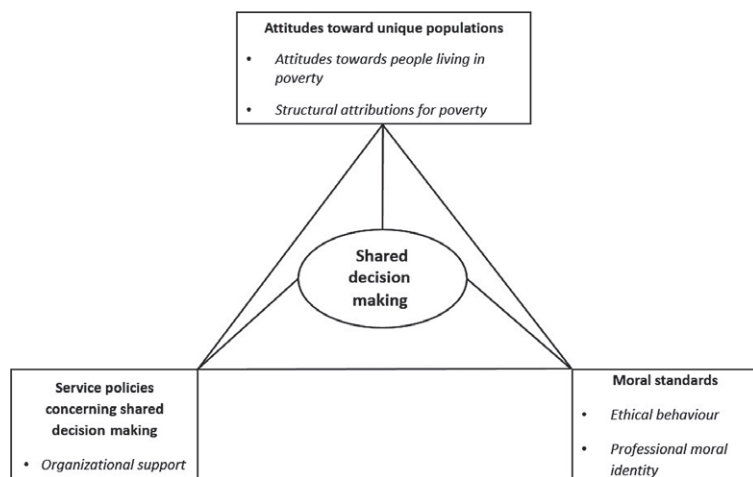 Attitudes toward unique populations
• Attitudes towards people living in
poverty
• Structural attributions for poverty
Shared
decision
making
Service policies
concerning shared
decision making
• Organizational support
Moral standards
• Ethical behaviour
• Professional moral
identity